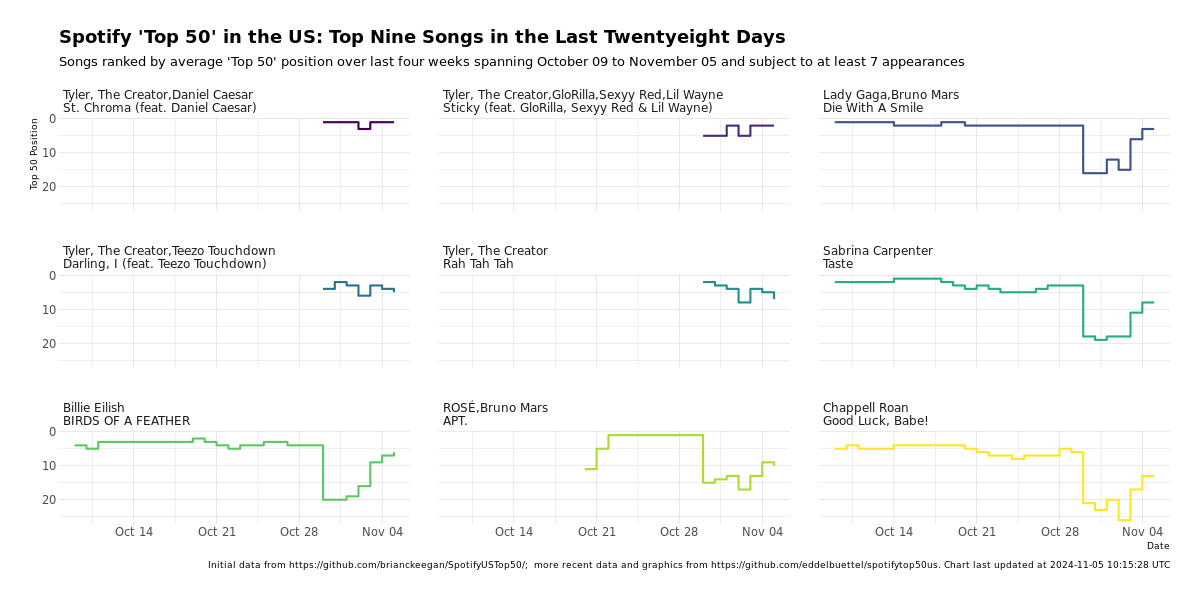 Spotify 'Top 50' in the US: Top Nine Songs in the Last Twentyeight Days
Songs ranked by average 'Top 50' position over last four weeks spanning October 09 to November 05 and subject to at least 7 appearances
Tyler, The Creator,Daniel Caesar
St. Chroma (feat. Daniel Caesar)
Tyler, The Creator,GloRilla,Sexyy Red,Lil Wayne
Sticky (feat. GloRilla, Sexyy Red & Lil Wayne)
Lady Gaga,Bruno Mars
Die With A Smile
Top 50 Position
0
10
20
Tyler, The Creator,Teezo Touchdown
Darling, I (feat. Teezo Touchdown)
Tyler, The Creator
Rah Tah Tah
Sabrina Carpenter
Taste
0
10
20
Billie Eilish
BIRDS OF A FEATHER
ROSÉ,Bruno Mars
APT.
Chappell Roan
Good Luck, Babe!
0
10
20
Oct 14 Oct 21 Oct 28 Nov 04
Oct 14 Oct 21 Oct 28 Nov 04
Oct 14 Oct 21 Oct 28 Nov 04
Date
Initial data from https://github.com/brianckeegan/SpotifyUSTop50/;  more recent data and graphics from https://github.com/eddelbuettel/spotifytop50us. Chart last updated at 2024-11-05 10:15:28 UTC